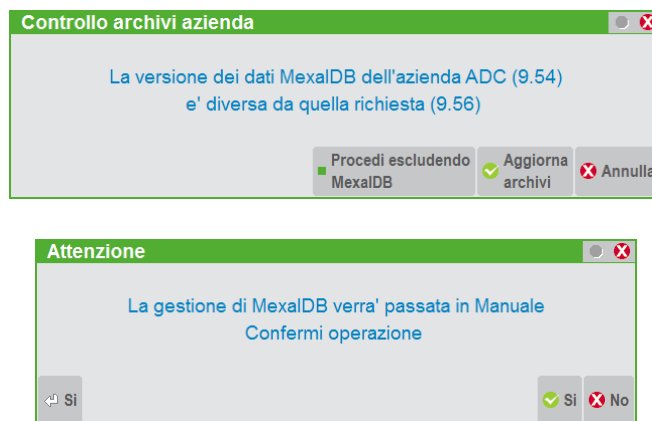 Controllo archivi azienda
La versione dei dati MexalDB dell'azienda ADC (9.54)
e' diversa da quella richiesta (9.56)
Procedi escludendo
MexalDB
Aggiorna
archivi
Annulla
Attenzione
La gestione di MexalDB verra' passata in Manuale
Confermi operazione
Si
Si
No